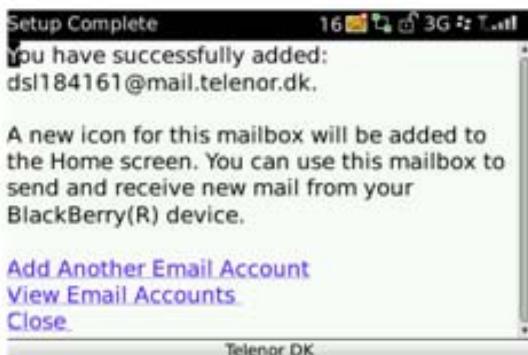 Setup Complete 16 3G
You have successfully added:
dsl184161@mail.telenor.dk.
A new icon for this mailbox will be added to
the Home screen. You can use this mailbox to
send and receive new mail from your
BlackBerry(R) device.
Add Another Email Account
View Email Accounts
Close
Telenor DK